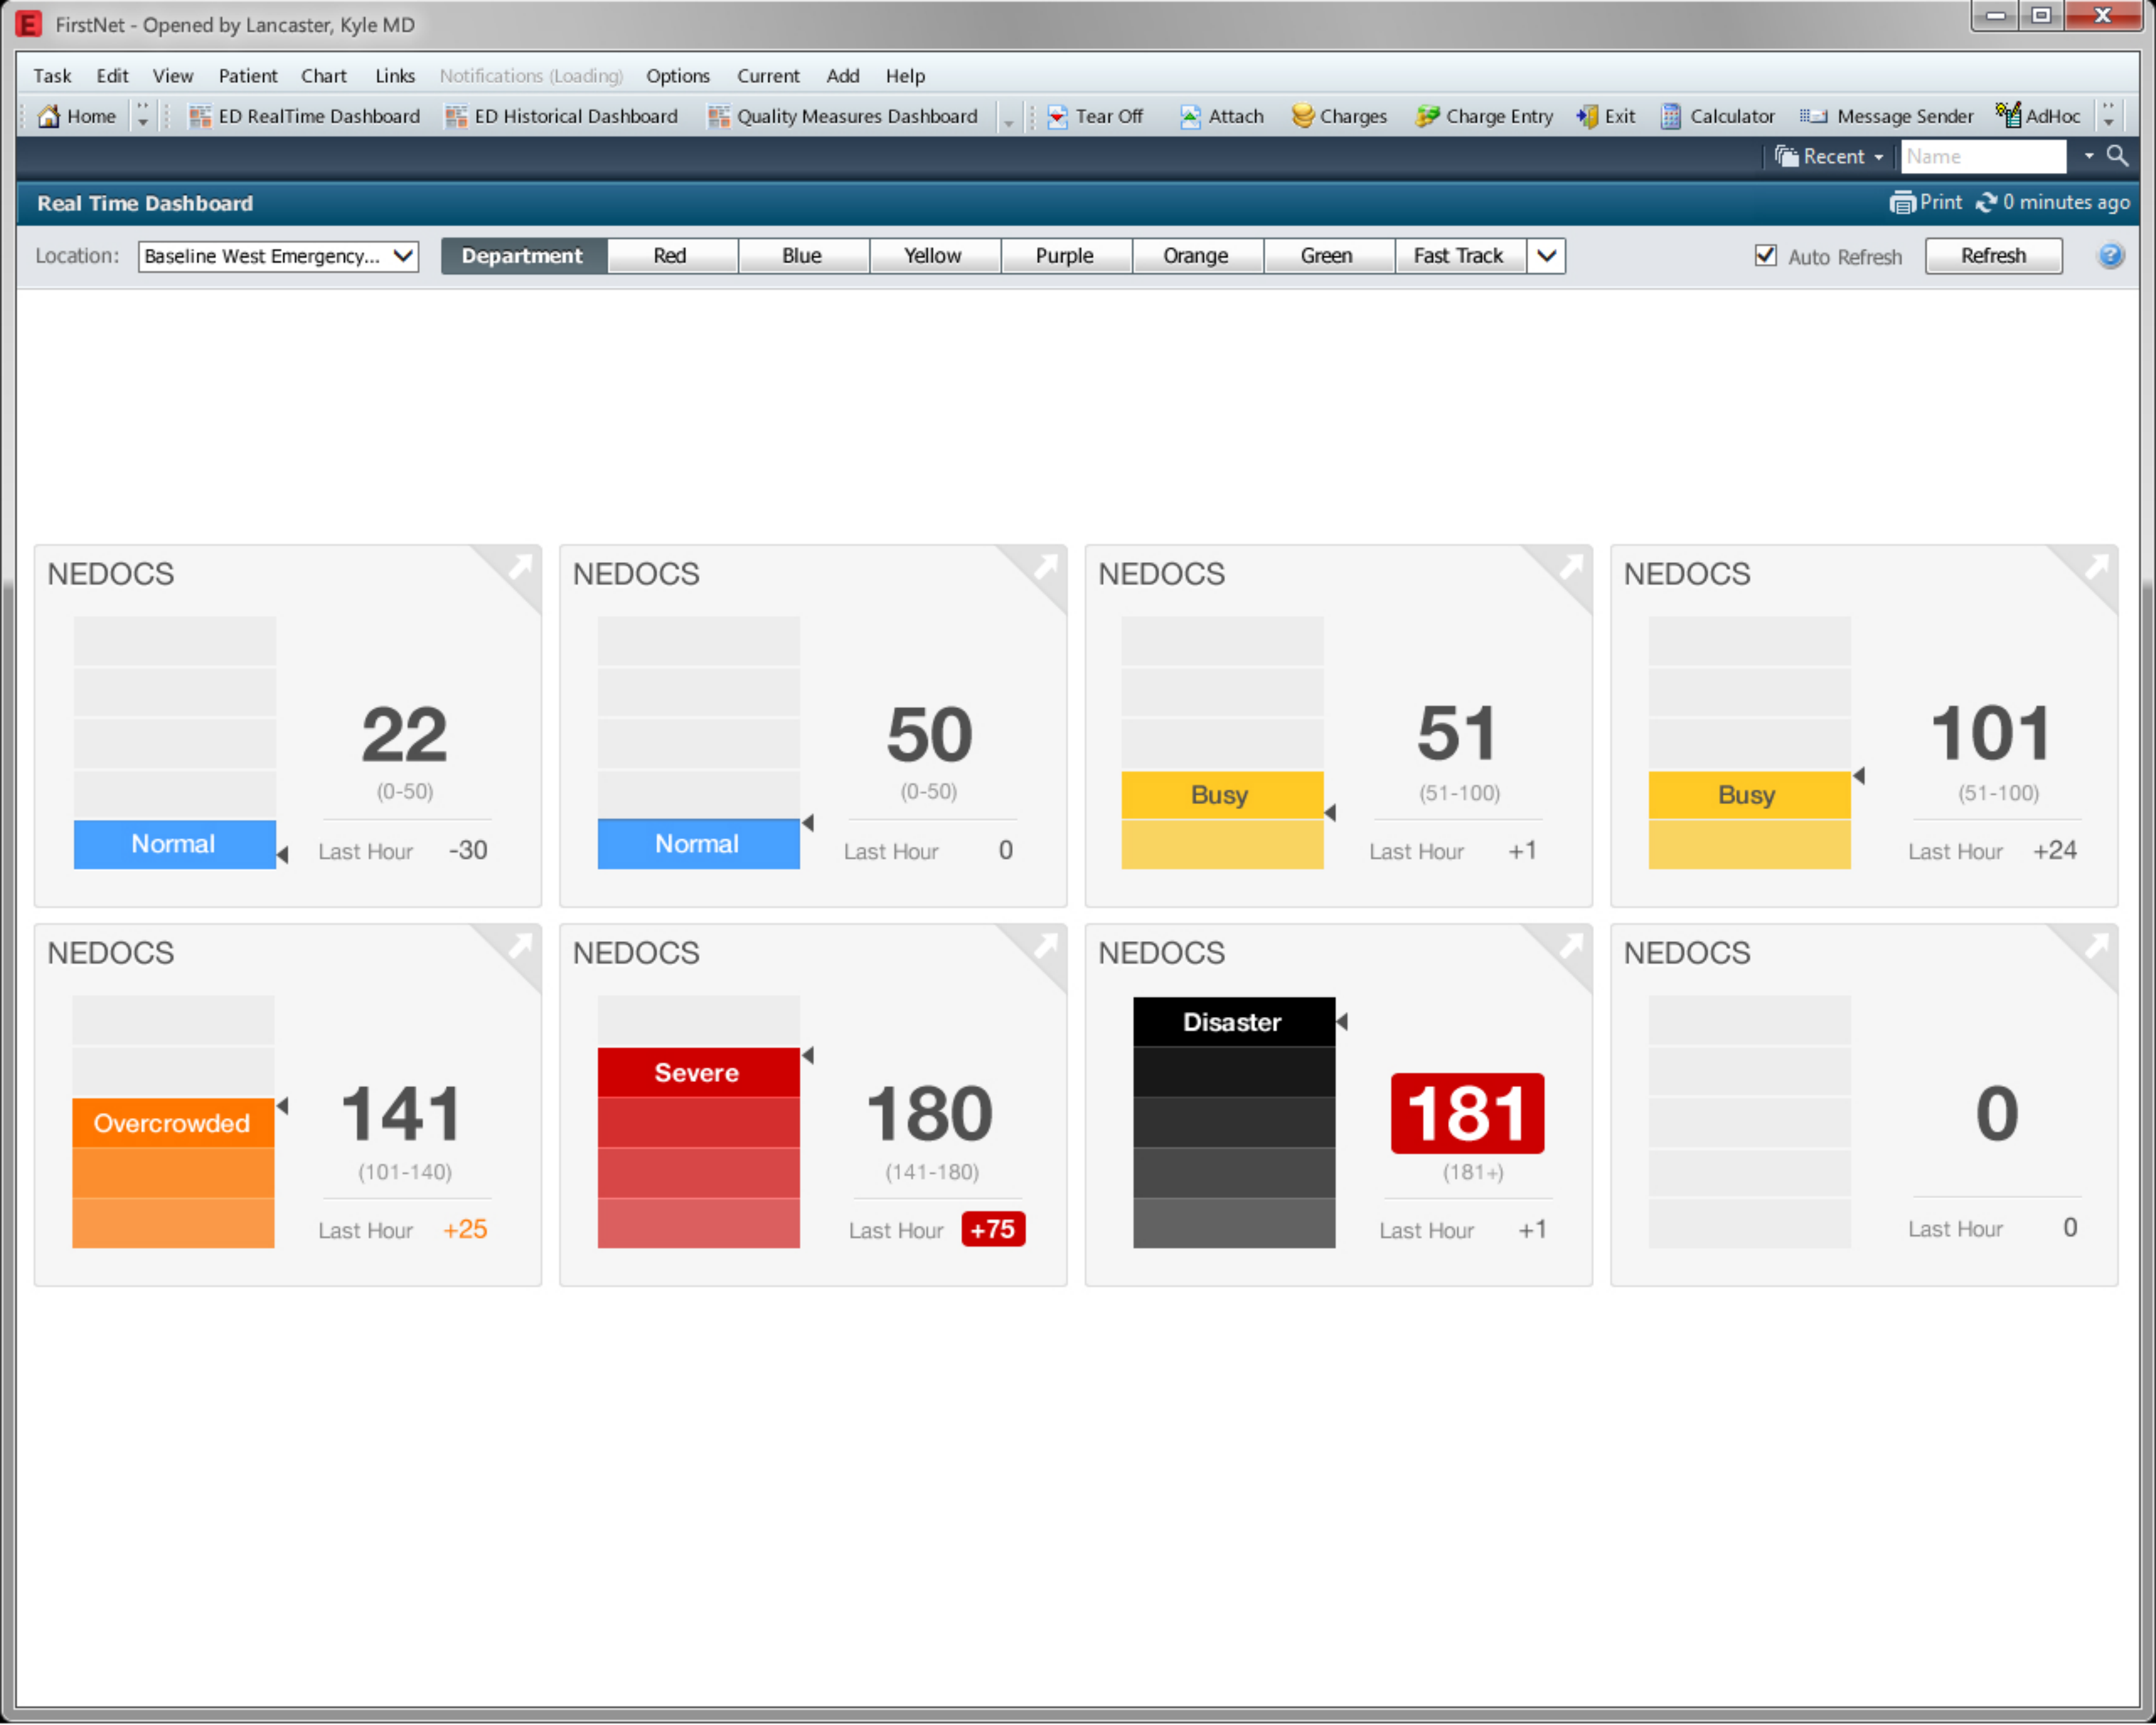 E FirstNet - Opened by Lancaster, Kyle MD
Task Edit View Patient Chart Links Notifications (Loading) Options Current Add Help
Home ED RealTime Dashboard ED Historical Dashboard Quality Measures Dashboard Tear Off Attach Charges Charge Entry Exit Calculator Message Sender AdHoc
Recent Name
Real Time Dashboard Print 0 minutes ago
Location: Baseline West Emergency... Department Red Blue Yellow Purple Orange Green Fast Track Auto Refresh Refresh ?
NEDOCS
22
(0-50)
Normal
Last Hour -30
NEDOCS
50
(0-50)
Normal
Last Hour 0
NEDOCS
51
Busy
(51-100)
Last Hour +1
NEDOCS
101
Busy
(51-100)
Last Hour +24
NEDOCS
141
Overcrowded
(101-140)
Last Hour +25
NEDOCS
Severe
180
(141-180)
Last Hour +75
NEDOCS
Disaster
181
(181+)
Last Hour +1
NEDOCS
0
Last Hour 0